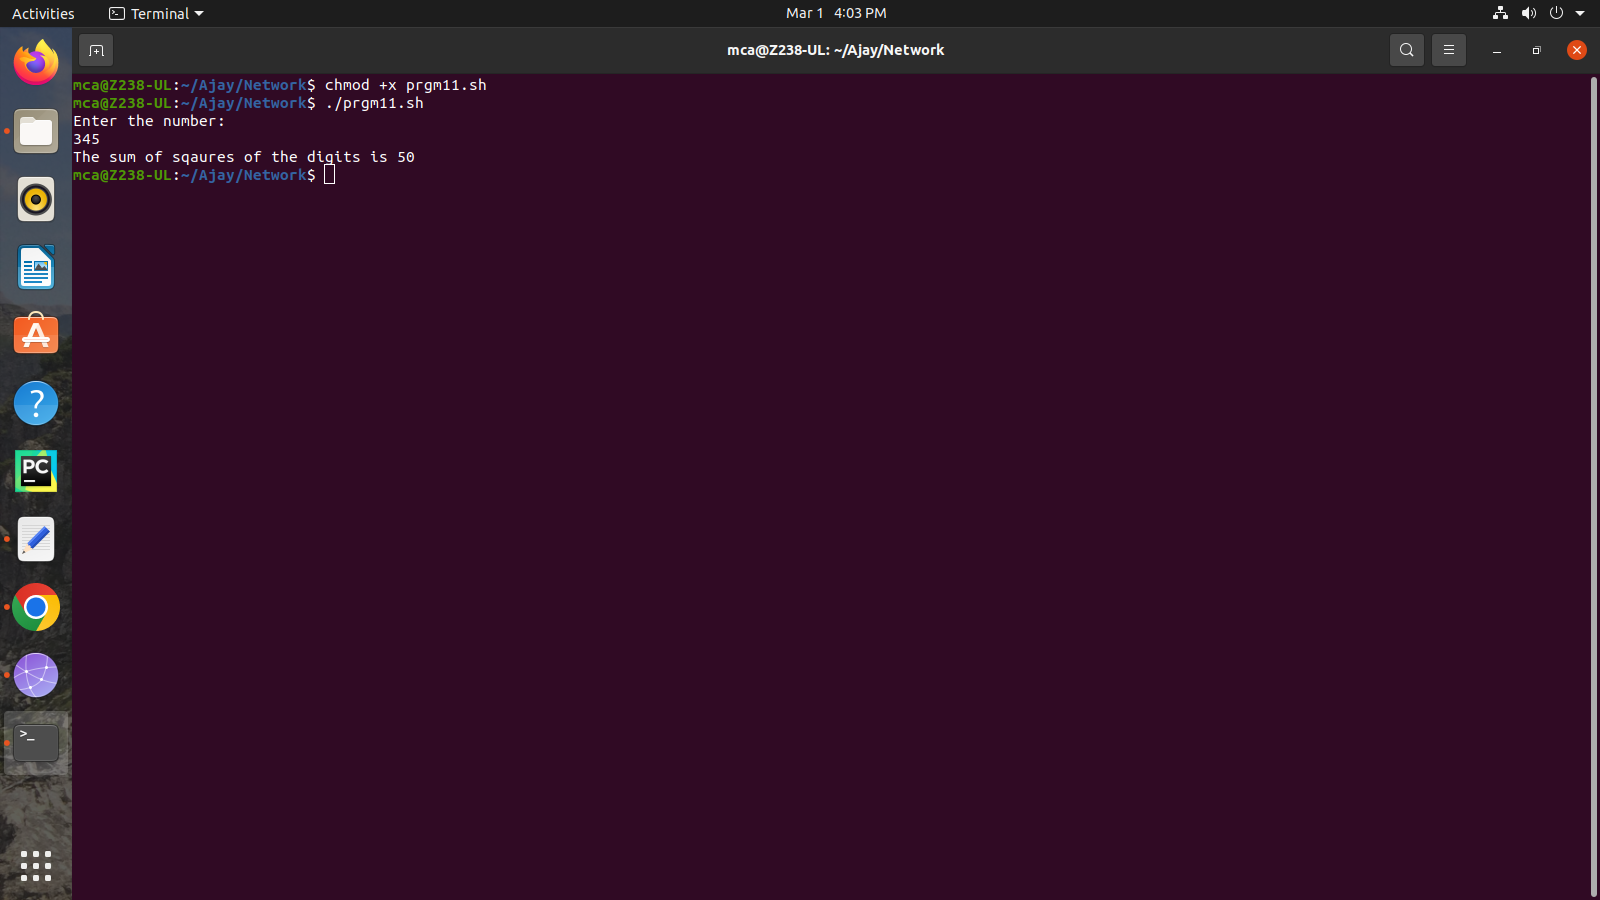 Activities Terminal Mar 1 4:03 PM
mca@Z238-UL: ~/Ajay/Network
mca@Z238-UL:~/Ajay/Network$ chmod +x prgm11.sh
mca@Z238-UL:~/Ajay/Network$ ./prgm11.sh
Enter the number:
345
The sum of sqaures of the digits is 50
mca@Z238-UL:~/Ajay/Network$
?
PC
>_